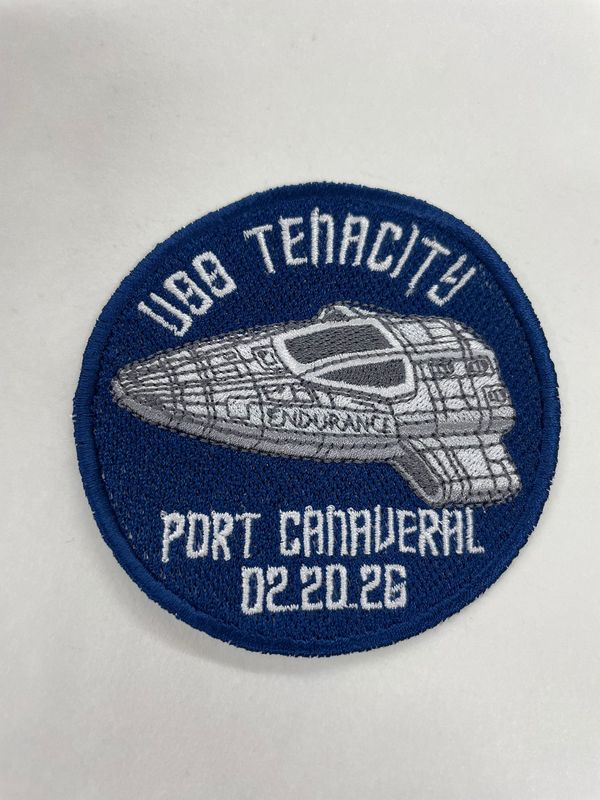 USS TENACITY
ENDURANCE
PORT CANAVERAL
02.20.26